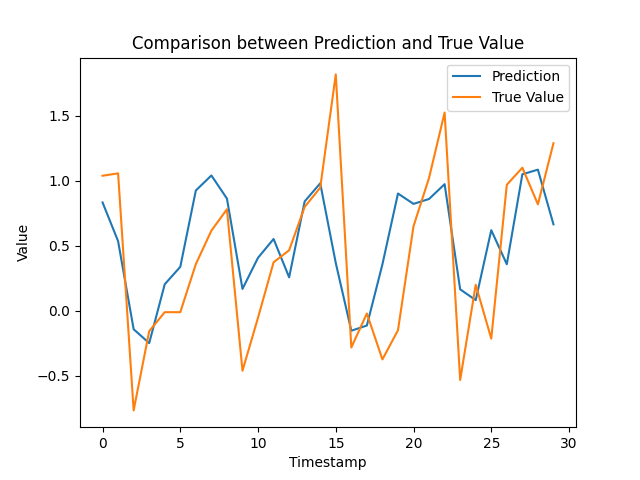 Comparison between Prediction and True Value
Prediction
True Value
1.5
1.0
0.5
0.0
−0.5
Value
0 5 10 15 20 25 30
Timestamp